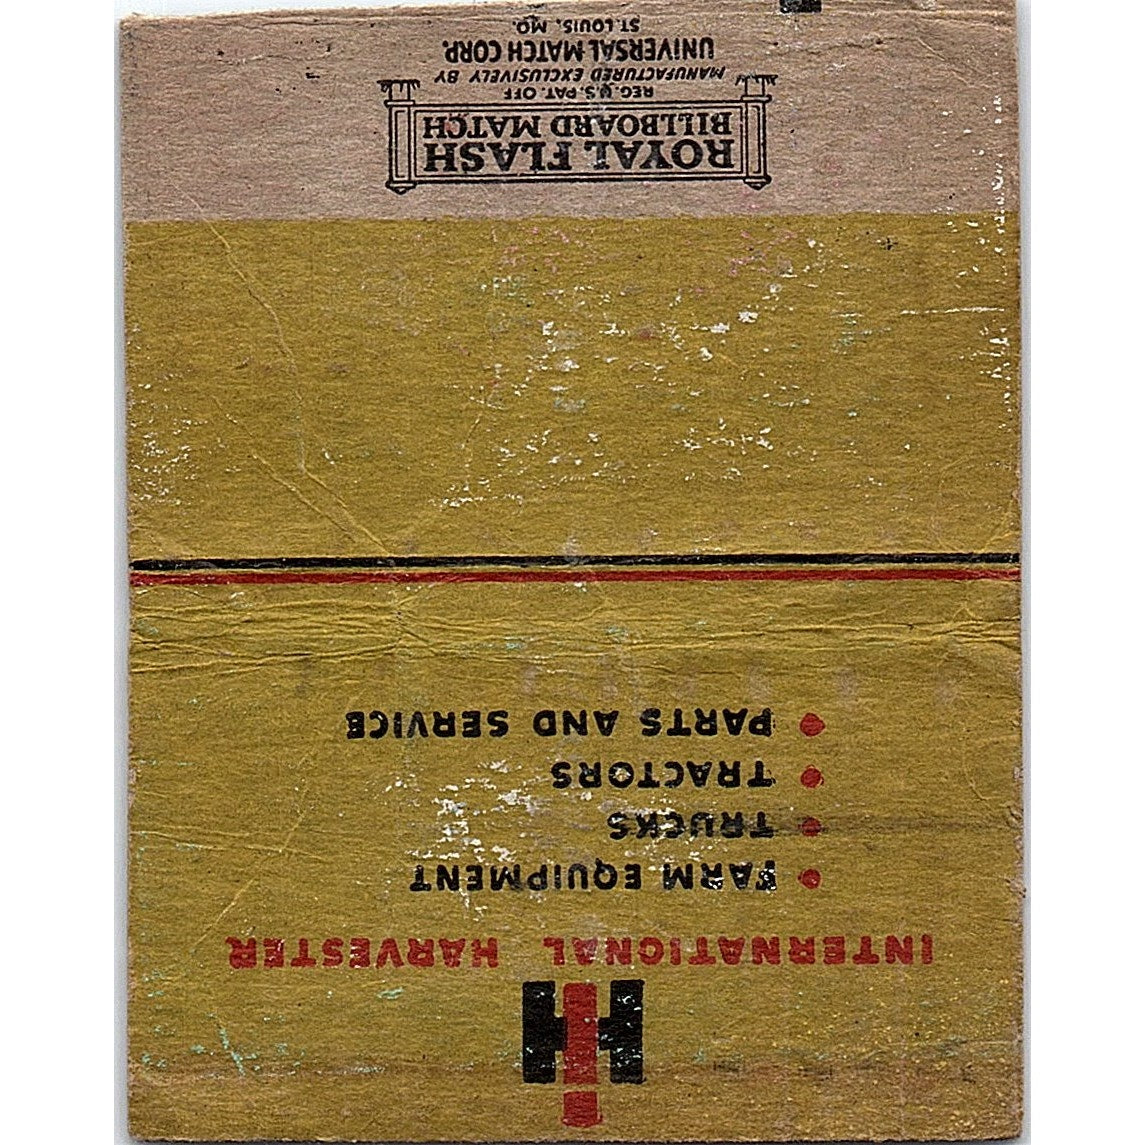 IH
INTERNATIONAL HARVESTER
• FARM EQUIPMENT
• TRUCKS
• TRACTORS
• PARTS AND SERVICE
ROYAL FLASH
BILLBOARD MATCH
REG. U.S. PAT. OFF
MANUFACTURED EXCLUSIVELY BY
UNIVERSAL MATCH CORP.
ST. LOUIS, MO.